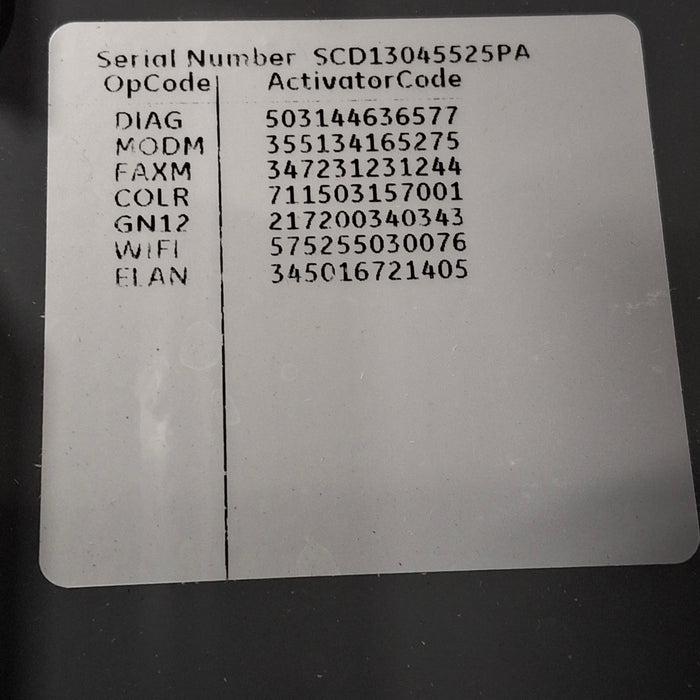 Serial Number SCD13045525PA
OpCode ActivatorCode
DIAG 503144636577
MODM 355134165275
FAXM 347231231244
COLR 711503157001
GN12 217200340343
WIFI 575255030076
ELAN 345016721405